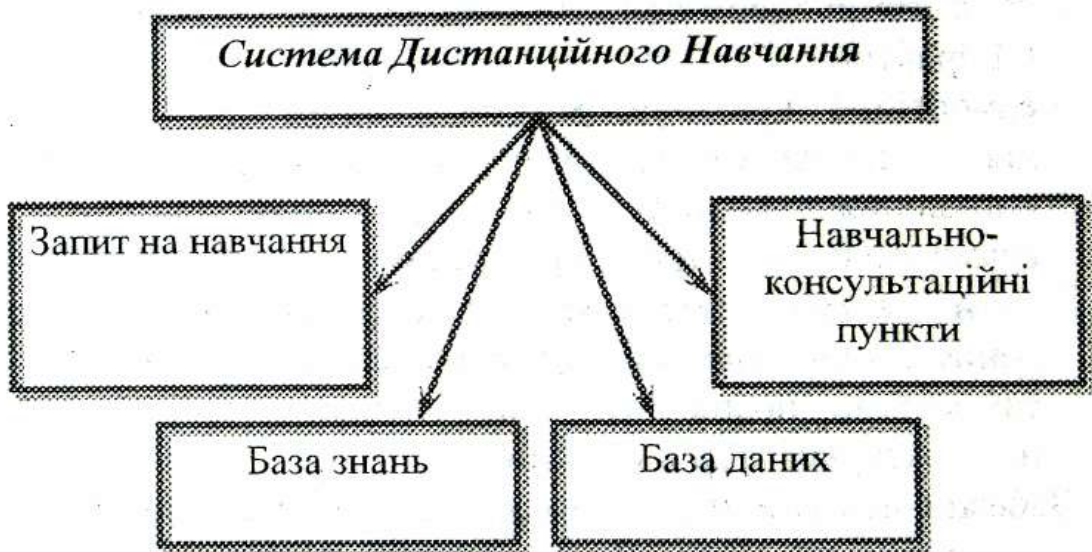 Система Дистанційного Навчання
Запит на навчання
Навчально-
консультаційні
пункти
База знань
База даних